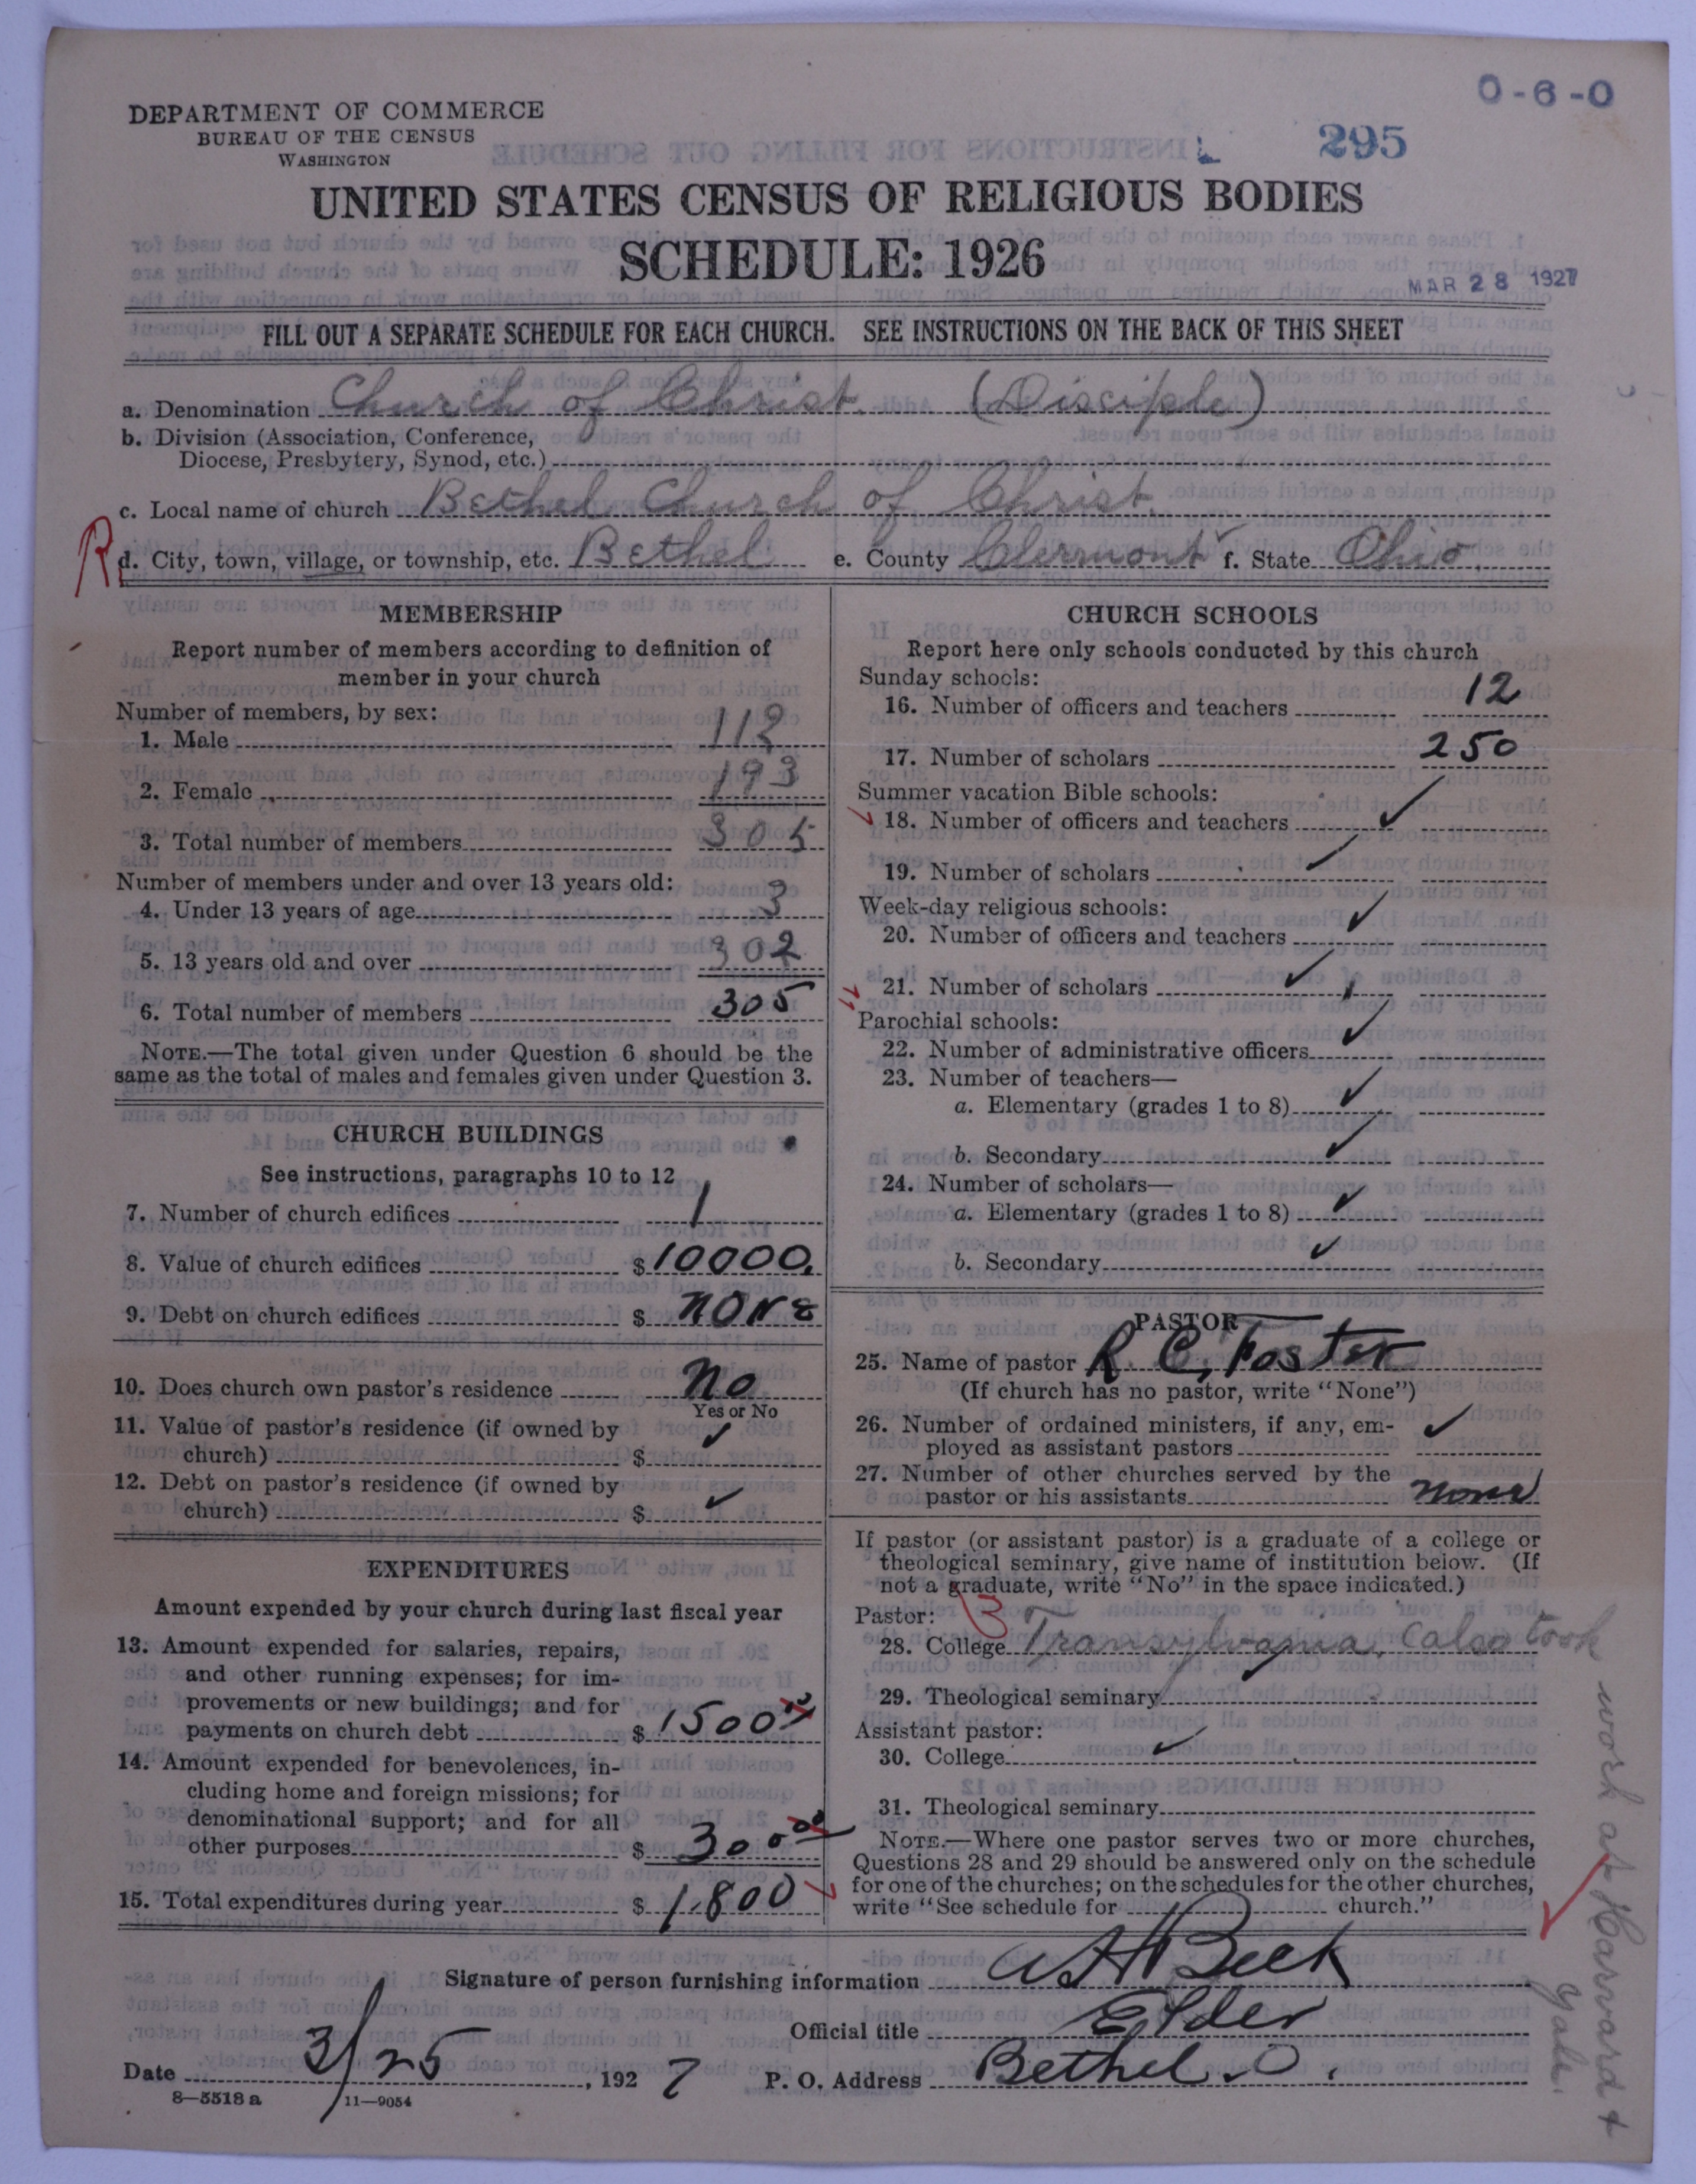 0-6-0
DEPARTMENT OF COMMERCE
BUREAU OF THE CENSUS
WASHINGTON
295
UNITED STATES CENSUS OF RELIGIOUS BODIES
SCHEDULE: 1926
MAR 28 1927
FILL OUT A SEPARATE SCHEDULE FOR EACH CHURCH. SEE INSTRUCTIONS ON THE BACK OF THIS SHEET
a. Denomination Church of Christ. (Disciple)
b. Division (Association, Conference,
Diocese, Presbytery, Synod, etc.)
c. Local name of church Bethel Church of Christ.
R d. City, town, village, or township, etc. Bethel e. County Clermont f. State Ohio.
MEMBERSHIP
Report number of members according to definition of
member in your church
Number of members, by sex:
1. Male 112
2. Female 193
3. Total number of members 305
Number of members under and over 13 years old:
4. Under 13 years of age 3
5. 13 years old and over 302
6. Total number of members 305
NOTE.—The total given under Question 6 should be the
same as the total of males and females given under Question 3.
CHURCH BUILDINGS
See instructions, paragraphs 10 to 12
7. Number of church edifices 1
8. Value of church edifices $ 10000.
9. Debt on church edifices $ none
10. Does church own pastor's residence no
Yes or No
11. Value of pastor's residence (if owned by
church) $ ✓
12. Debt on pastor's residence (if owned by
church) $ ✓
EXPENDITURES
Amount expended by your church during last fiscal year
13. Amount expended for salaries, repairs,
and other running expenses; for im-
provements or new buildings; and for
payments on church debt $ 1500
14. Amount expended for benevolences, in-
cluding home and foreign missions; for
denominational support; and for all
other purposes $ 300 00
15. Total expenditures during year $ 1,800
CHURCH SCHOOLS
Report here only schools conducted by this church
Sunday schools:
16. Number of officers and teachers 12
17. Number of scholars 250
Summer vacation Bible schools:
18. Number of officers and teachers ✓
19. Number of scholars ✓
Week-day religious schools:
20. Number of officers and teachers ✓
21. Number of scholars ✓
Parochial schools:
22. Number of administrative officers ✓
23. Number of teachers—
a. Elementary (grades 1 to 8) ✓
b. Secondary ✓
24. Number of scholars—
a. Elementary (grades 1 to 8) ✓
b. Secondary ✓
PASTOR
25. Name of pastor R. C. Foster
(If church has no pastor, write "None")
26. Number of ordained ministers, if any, em-
ployed as assistant pastors ✓
27. Number of other churches served by the
pastor or his assistants none
If pastor (or assistant pastor) is a graduate of a college or
theological seminary, give name of institution below. (If
not a graduate, write "No" in the space indicated.)
Pastor:
28. College Transylvania, (also took
work at Harvard +
Yale.
29. Theological seminary ✓
Assistant pastor:
30. College ✓
31. Theological seminary
NOTE.—Where one pastor serves two or more churches,
Questions 28 and 29 should be answered only on the schedule
for one of the churches; on the schedules for the other churches,
write "See schedule for church."
Signature of person furnishing information Beck
Official title Elder
Date 3/25, 1927 P. O. Address Bethel O.
8—5518 a 11—9054